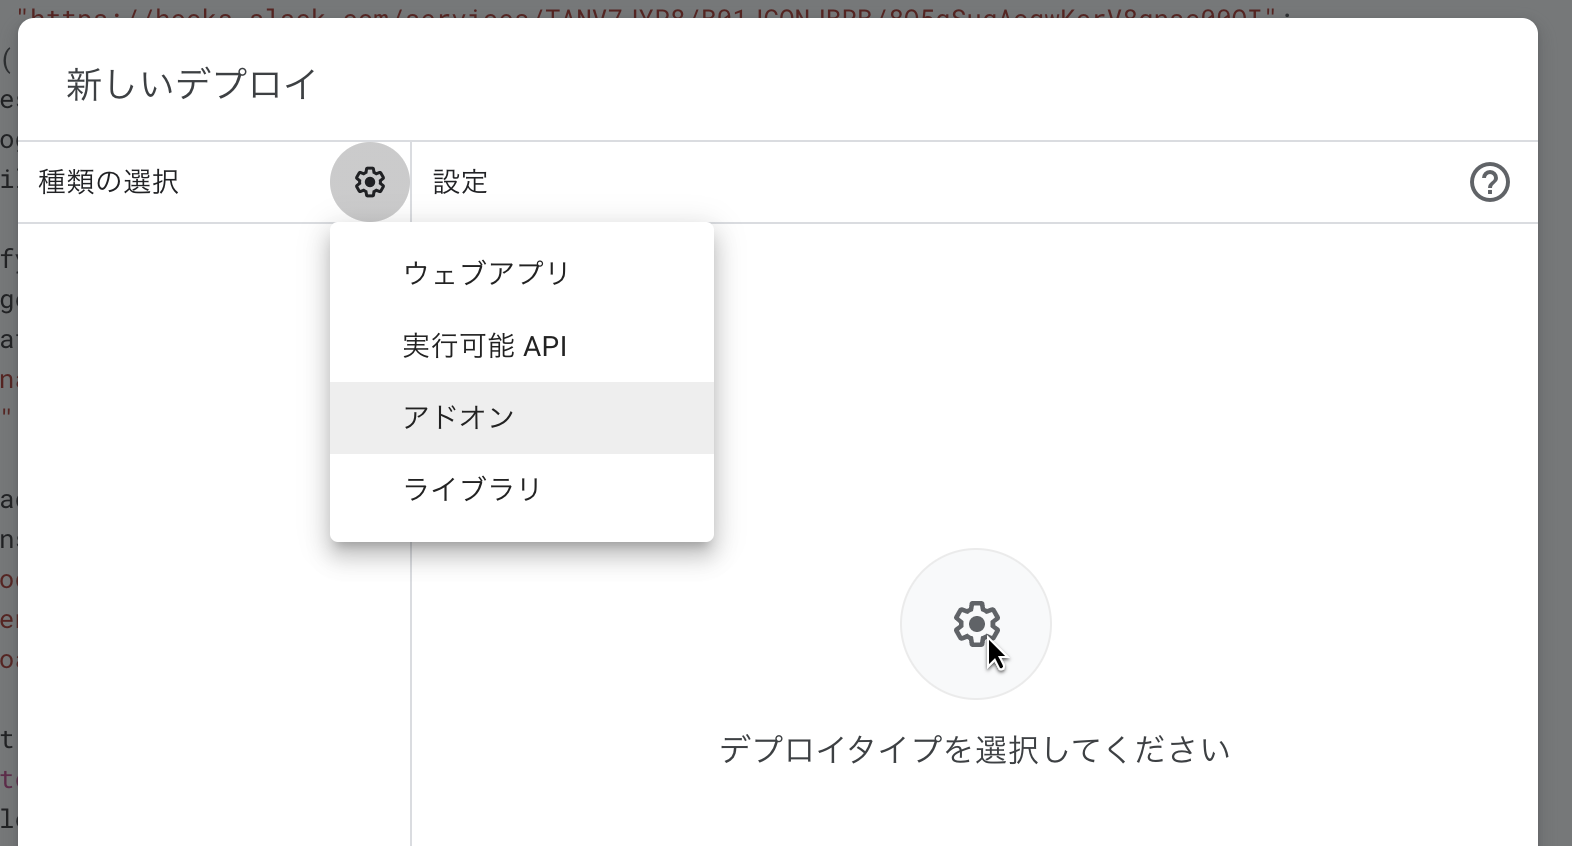 新しいデプロイ
種類の選択
設定
ウェブアプリ
実行可能 API
アドオン
ライブラリ
デプロイタイプを選択してください